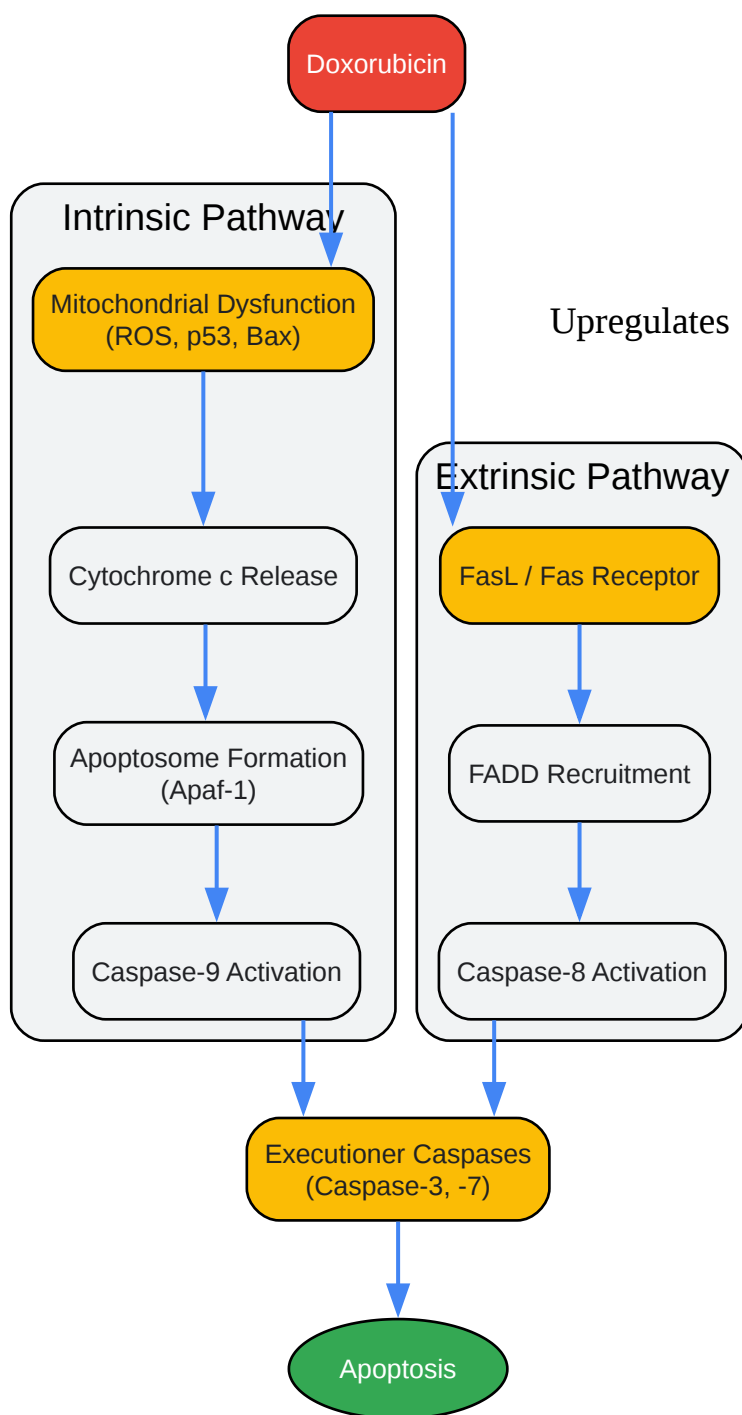 Doxorubicin
Intrinsic Pathway
Mitochondrial Dysfunction
(ROS, p53, Bax)
Upregulates
Extrinsic Pathway
Cytochrome c Release
FasL / Fas Receptor
Apoptosome Formation
(Apaf-1)
FADD Recruitment
Caspase-9 Activation
Caspase-8 Activation
Executioner Caspases
(Caspase-3, -7)
Apoptosis